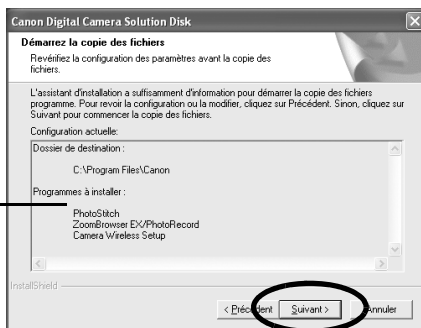 Canon Digital Camera Solution Disk
Démarrez la copie des fichiers
Revérifiez la configuration des paramètres avant la copie des
fichiers.
L'assistant d'installation a suffisamment d'information pour démarrer la copie des fichiers
programme. Pour revoir la configuration ou la modifier, cliquez sur Précédent. Sinon, cliquez sur
Suivant pour commencer la copie des fichiers.
Configuration actuelle:
Dossier de destination :
C:\Program Files\Canon
Programmes à installer :
PhotoStitch
ZoomBrowser EX/PhotoRecord
Camera Wireless Setup
InstallShield
< Précédent Suivant > Annuler